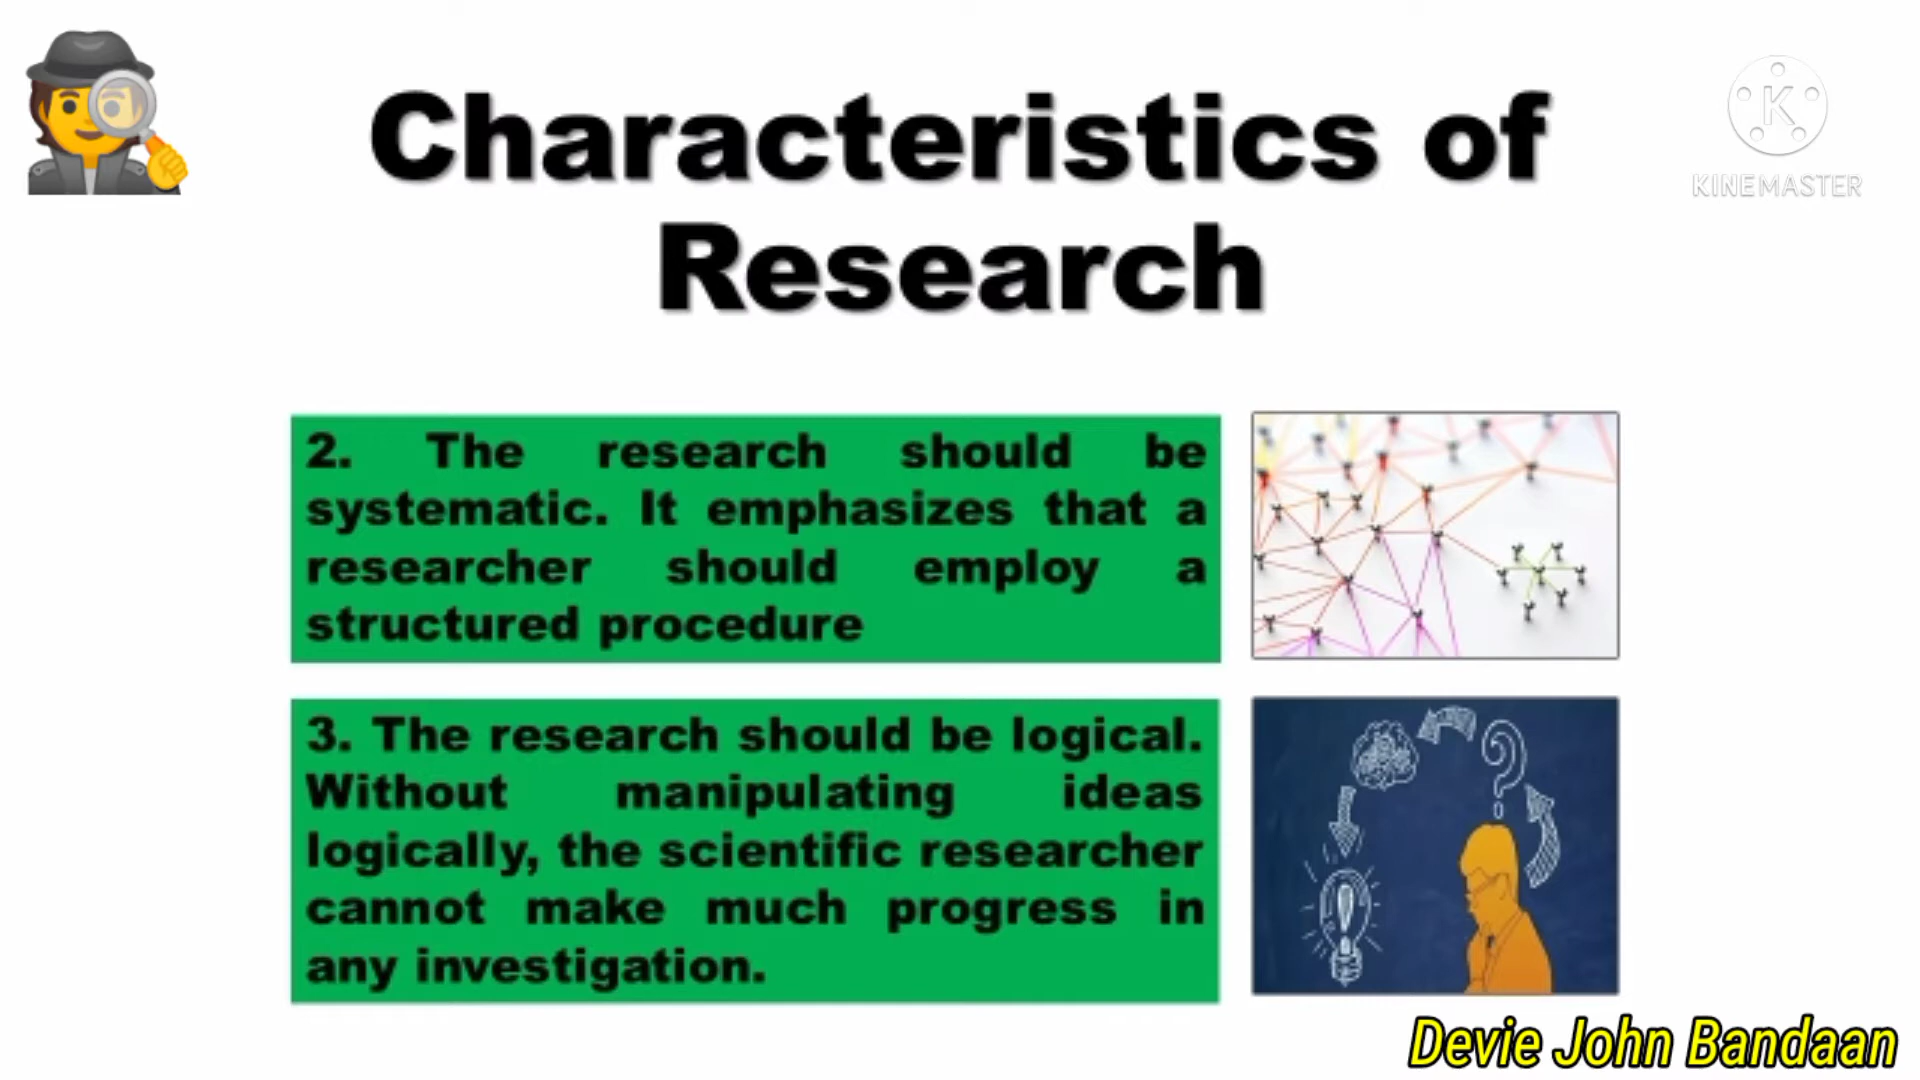 Characteristics of
Research
KINEMASTER
2. The research should be
systematic. It emphasizes that a
researcher should employ a
structured procedure
3. The research should be logical.
Without manipulating ideas
logically, the scientific researcher
cannot make much progress in
any investigation.
Devie John Bandaan